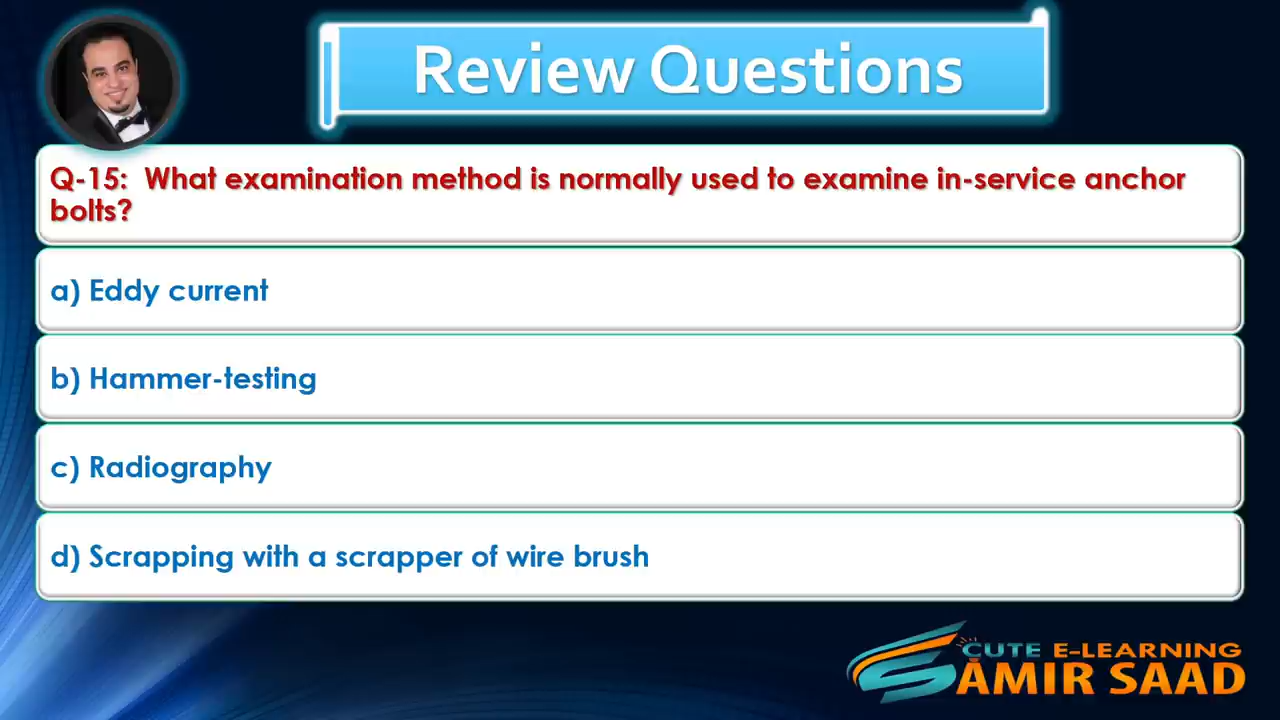 Review Questions
Q-15: What examination method is normally used to examine in-service anchor
bolts?
a) Eddy current
b) Hammer-testing
c) Radiography
d) Scrapping with a scrapper of wire brush
CUTE E-LEARNING
AMIR SAAD